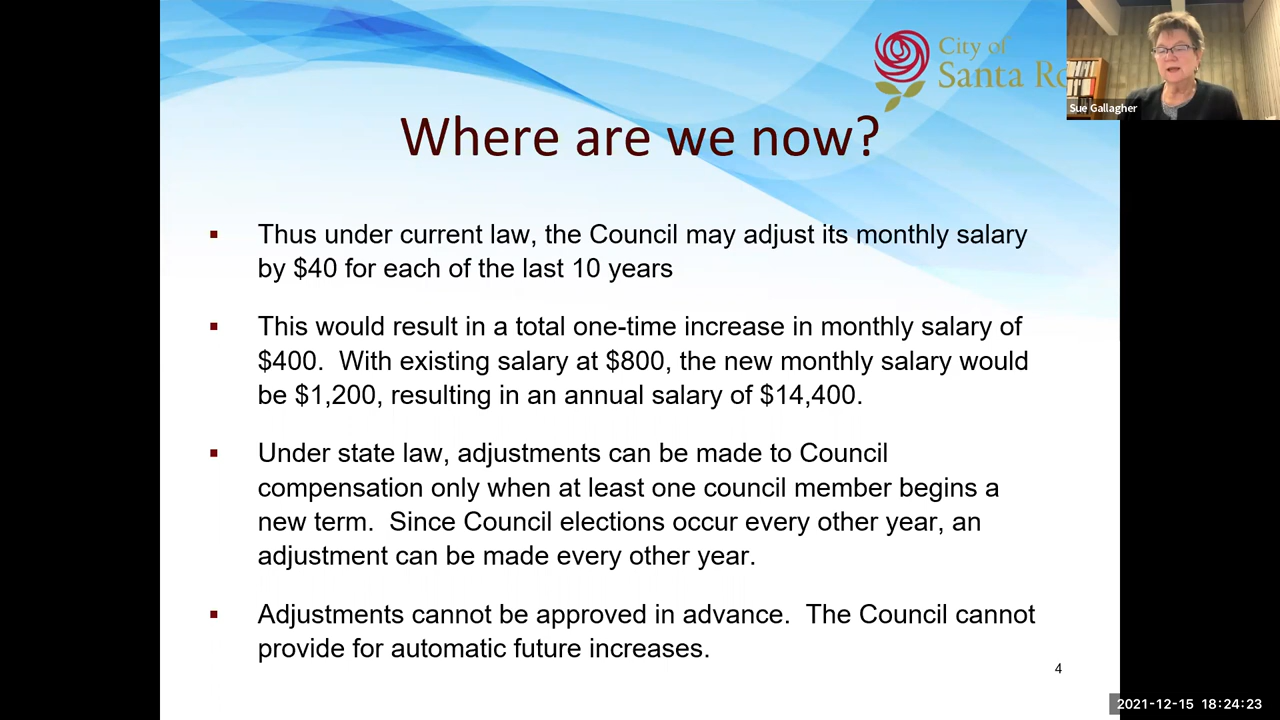 City of
Santa Ro
Sue Gallagher
Where are we now?
▪ Thus under current law, the Council may adjust its monthly salary
by $40 for each of the last 10 years
▪ This would result in a total one-time increase in monthly salary of
$400.  With existing salary at $800, the new monthly salary would
be $1,200, resulting in an annual salary of $14,400.
▪ Under state law, adjustments can be made to Council
compensation only when at least one council member begins a
new term.  Since Council elections occur every other year, an
adjustment can be made every other year.
▪ Adjustments cannot be approved in advance.  The Council cannot
provide for automatic future increases.
4
2021-12-15 18:24:23